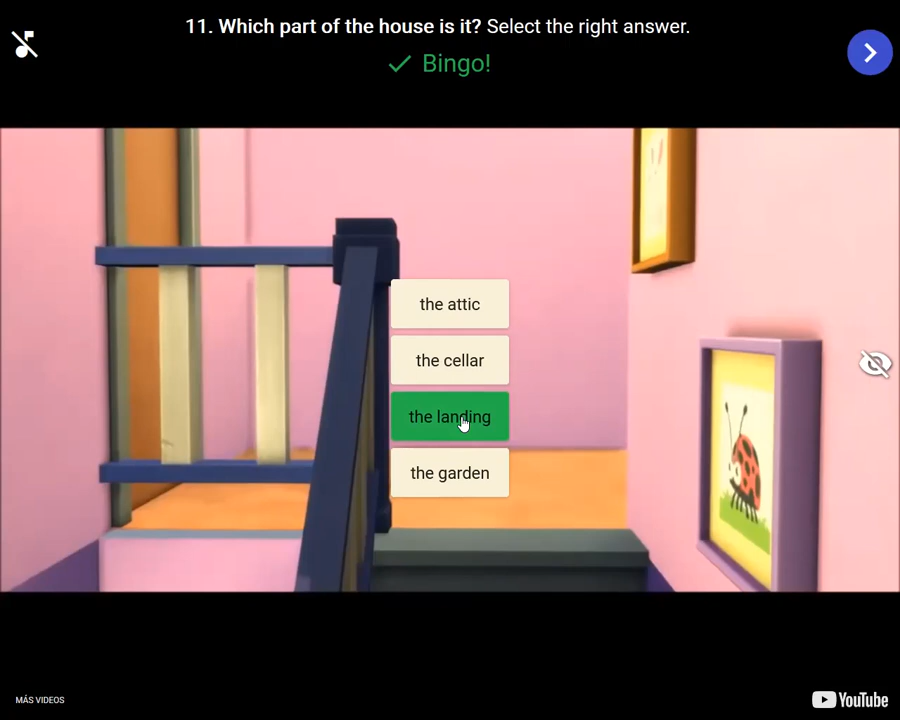 11. Which part of the house is it? Select the right answer.
Bingo!
the attic
the cellar
the landing
the garden
MÁS VIDEOS
YouTube